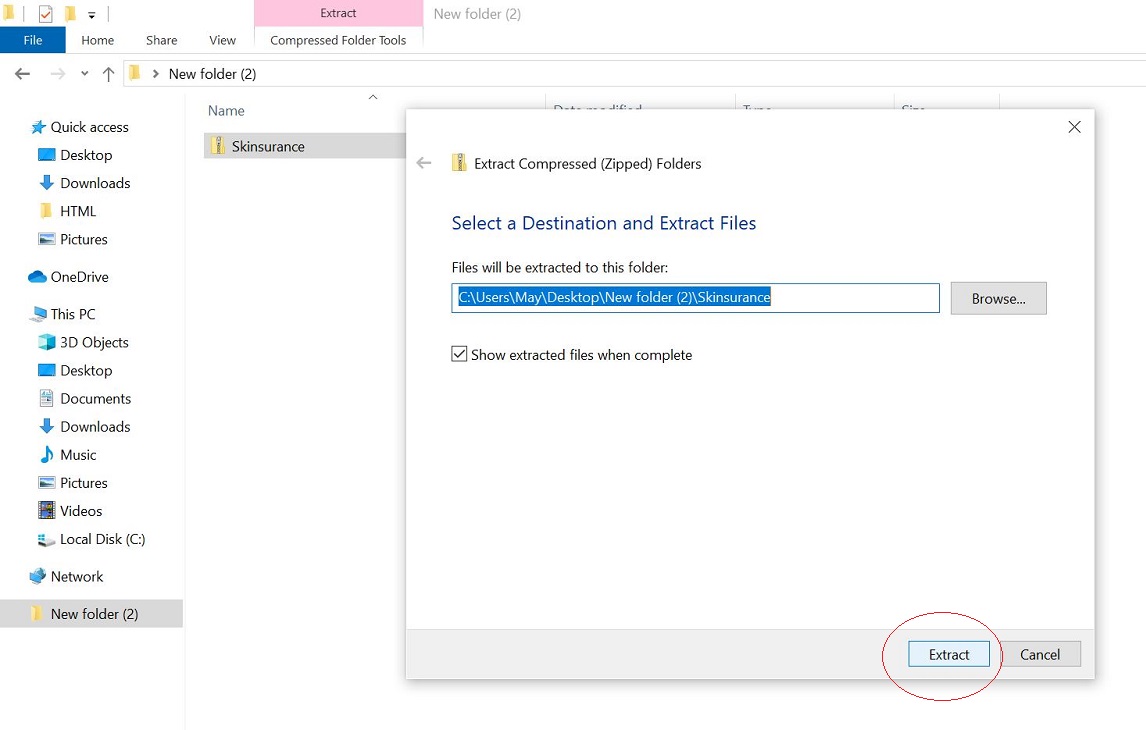 Extract
New folder (2)
File
Home
Share
View
Compressed Folder Tools
New folder (2)
Name
Date modified
Type
Size
Quick access
Desktop
Downloads
HTML
Pictures
OneDrive
This PC
3D Objects
Desktop
Documents
Downloads
Music
Pictures
Videos
Local Disk (C:)
Network
New folder (2)
Skinsurance
Extract Compressed (Zipped) Folders
Select a Destination and Extract Files
Files will be extracted to this folder:
C:\Users\May\Desktop\New folder (2)\Skinsurance
Browse...
Show extracted files when complete
Extract
Cancel